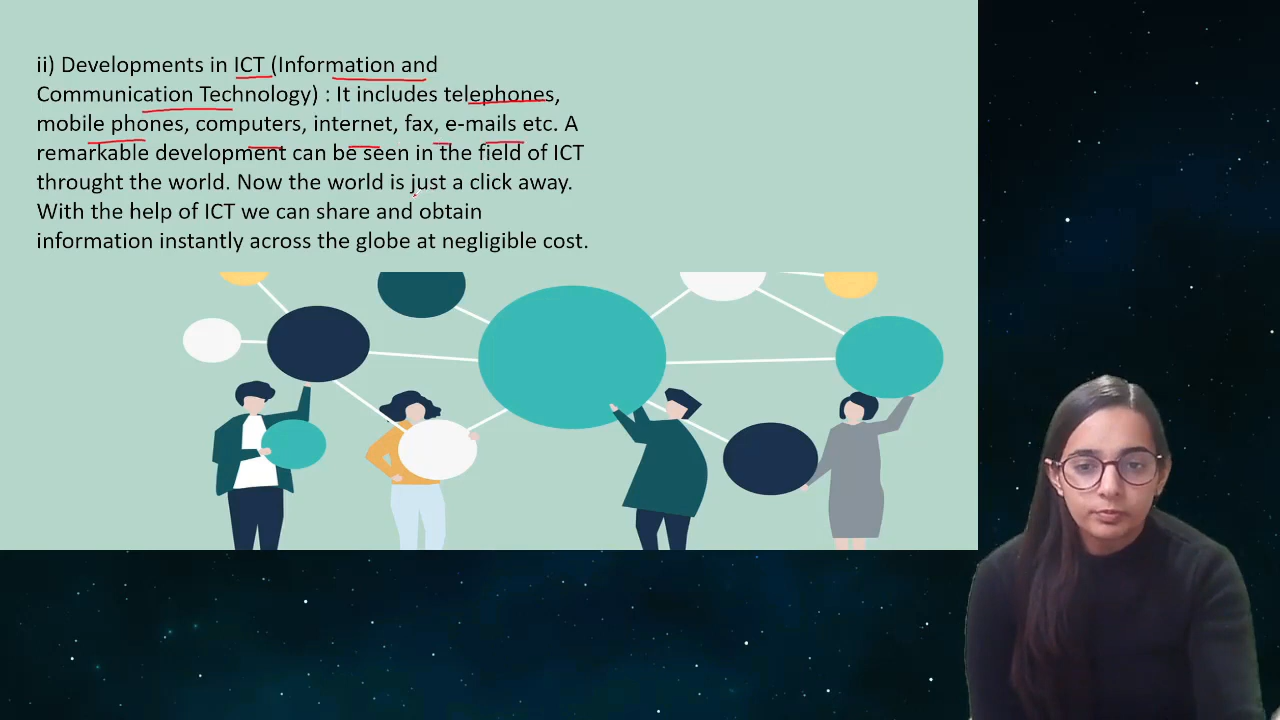 ii) Developments in ICT (Information and
Communication Technology) : It includes telephones,
mobile phones, computers, internet, fax, e-mails etc. A
remarkable development can be seen in the field of ICT
throught the world. Now the world is just a click away.
With the help of ICT we can share and obtain
information instantly across the globe at negligible cost.